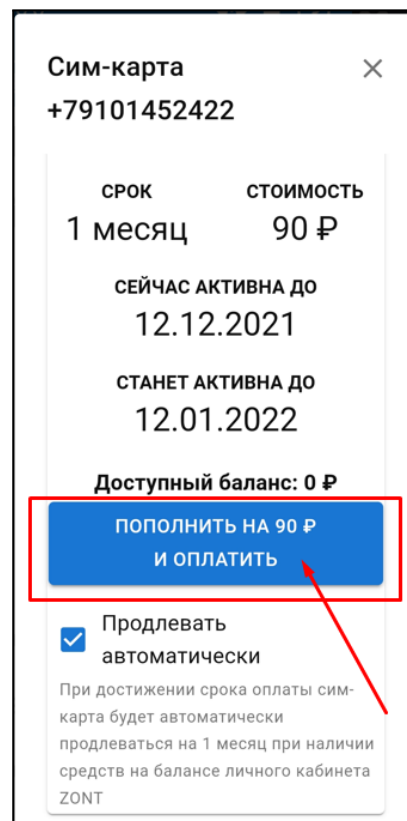 Сим-карта
+79101452422
СРОК СТОИМОСТЬ
1 месяц 90 ₽
СЕЙЧАС АКТИВНА ДО
12.12.2021
СТАНЕТ АКТИВНА ДО
12.01.2022
Доступный баланс: 0 ₽
ПОПОЛНИТЬ НА 90 ₽
И ОПЛАТИТЬ
Продлевать
автоматически
При достижении срока оплаты сим-
карта будет автоматически
продлеваться на 1 месяц при наличии
средств на балансе личного кабинета
ZONT